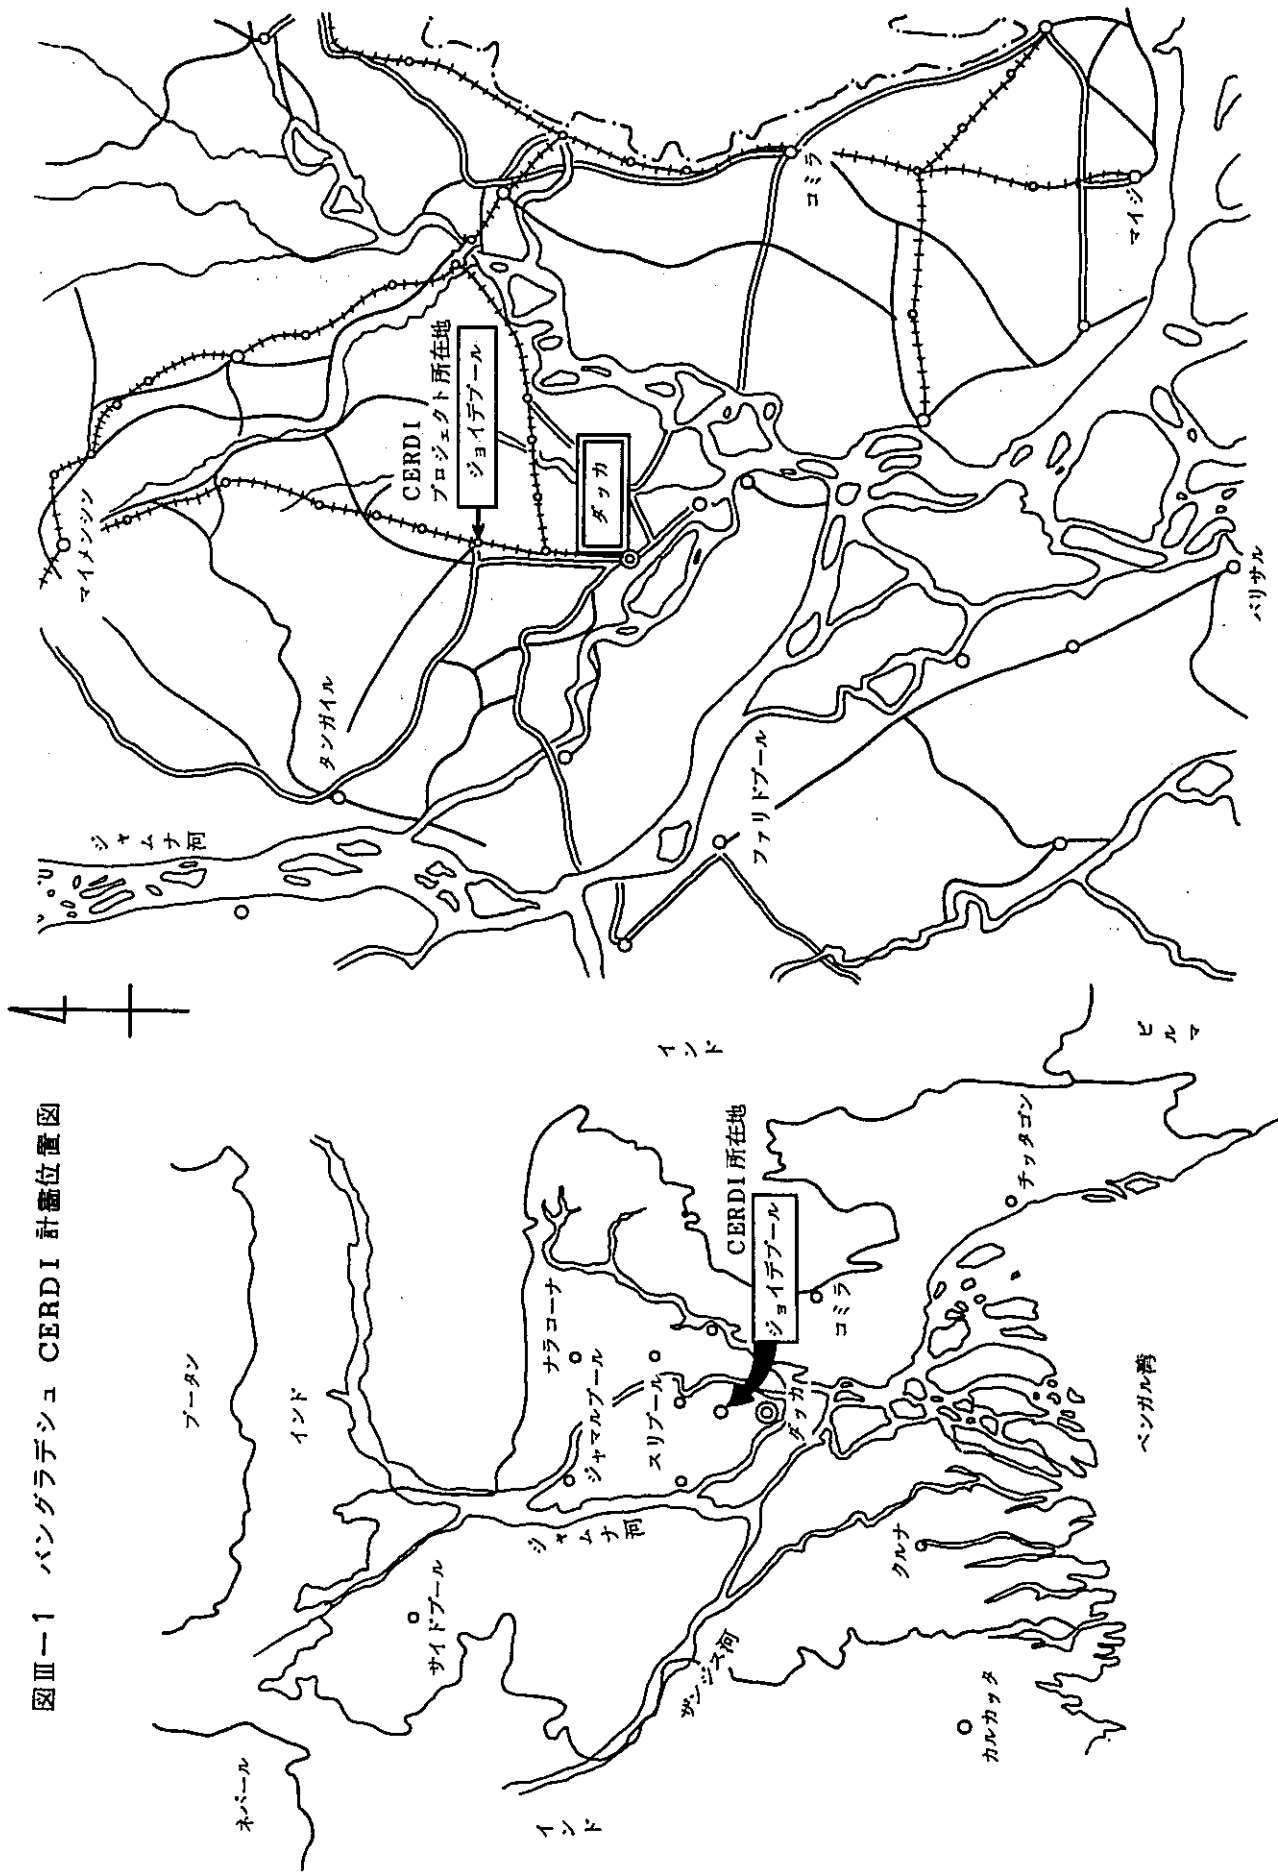 図Ⅲ－1　バングラデシュ CERDI 計畫位置図
ネパール
ブータン
インド
インド
インド
ビルマ
サイドプール
ジャムナ河
ナラコーナ
ジャマルプール
スリプール
CERDI 所在地
ジョイデプール
ダッカ
コミラ
ガンジス河
クルナ
カルカッタ
チッタゴン
ベンガル湾
ジャムナ河
マイメンシン
タンガイル
CERDI
プロジェクト所在地
ジョイデプール
ダッカ
コミラ
マイジ
ファリドプール
バリサル